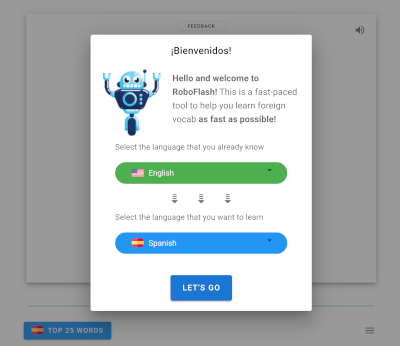 FEEDBACK
¡Bienvenidos!
Hello and welcome to
RoboFlash! This is a fast-paced
tool to help you learn foreign
vocab as fast as possible!
Select the language that you already know
English
Select the language that you want to learn
Spanish
LET'S GO
TOP 25 WORDS